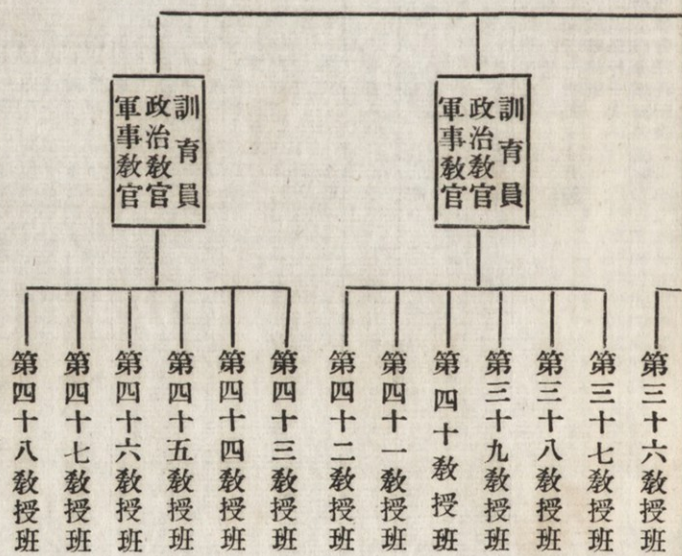 訓育員
政治教官
軍事教官
訓育員
政治教官
軍事教官
第三十六教授班
第三十七教授班
第三十八教授班
第三十九教授班
第四十教授班
第四十一教授班
第四十二教授班
第四十三教授班
第四十四教授班
第四十五教授班
第四十六教授班
第四十七教授班
第四十八教授班